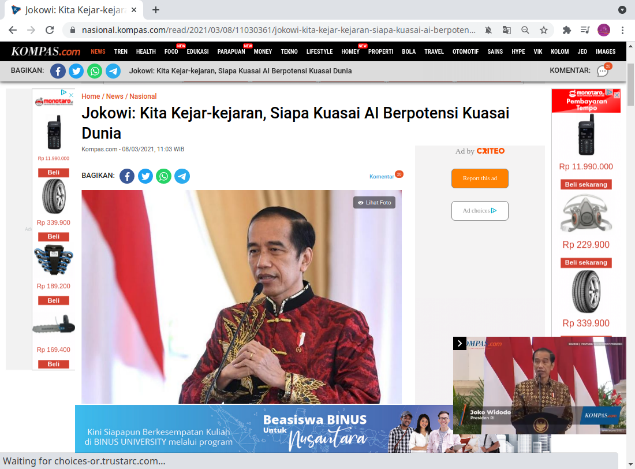 Jokowi: Kita Kejar-kejaran
nasional.kompas.com/read/2021/03/08/11030361/jokowi-kita-kejar-kejaran-siapa-kuasai-ai-berpoten...
KOMPAS.com NEWS TREN HEALTH FOOD NEW EDUKASI PARAPUAN NEW MONEY TEKNO LIFESTYLE HOMEY NEW PROPERTI BOLA TRAVEL OTOMOTIF SAINS HYPE VIK KOLOM JEO IMAGES
BAGIKAN: Jokowi: Kita Kejar-kejaran, Siapa Kuasai AI Berpotensi Kuasai Dunia KOMENTAR:
Home / News / Nasional
Jokowi: Kita Kejar-kejaran, Siapa Kuasai AI Berpotensi Kuasai
Dunia
Kompas.com - 08/03/2021, 11:03 WIB
BAGIKAN: Komentar
Lihat Foto
monotaro
Rp 11.990.000
Beli
Rp 339.900
Beli
Rp 189.200
Beli
Rp 169.400
Beli
Ad by CRITEO
Report this ad
Ad choices
monotaro
Pembayaran
Tempo
Rp 11.990.000
Beli sekarang
Rp 229.900
Beli sekarang
Rp 339.900
KOMPAS.com
Joko Widodo
Presiden RI
KOMPAS.com
Kini Siapapun Berkesempatan Kuliah
di BINUS UNIVERSITY melalui program
Beasiswa BINUS
Untuk Nusantara
Waiting for choices-or.trustarc.com...